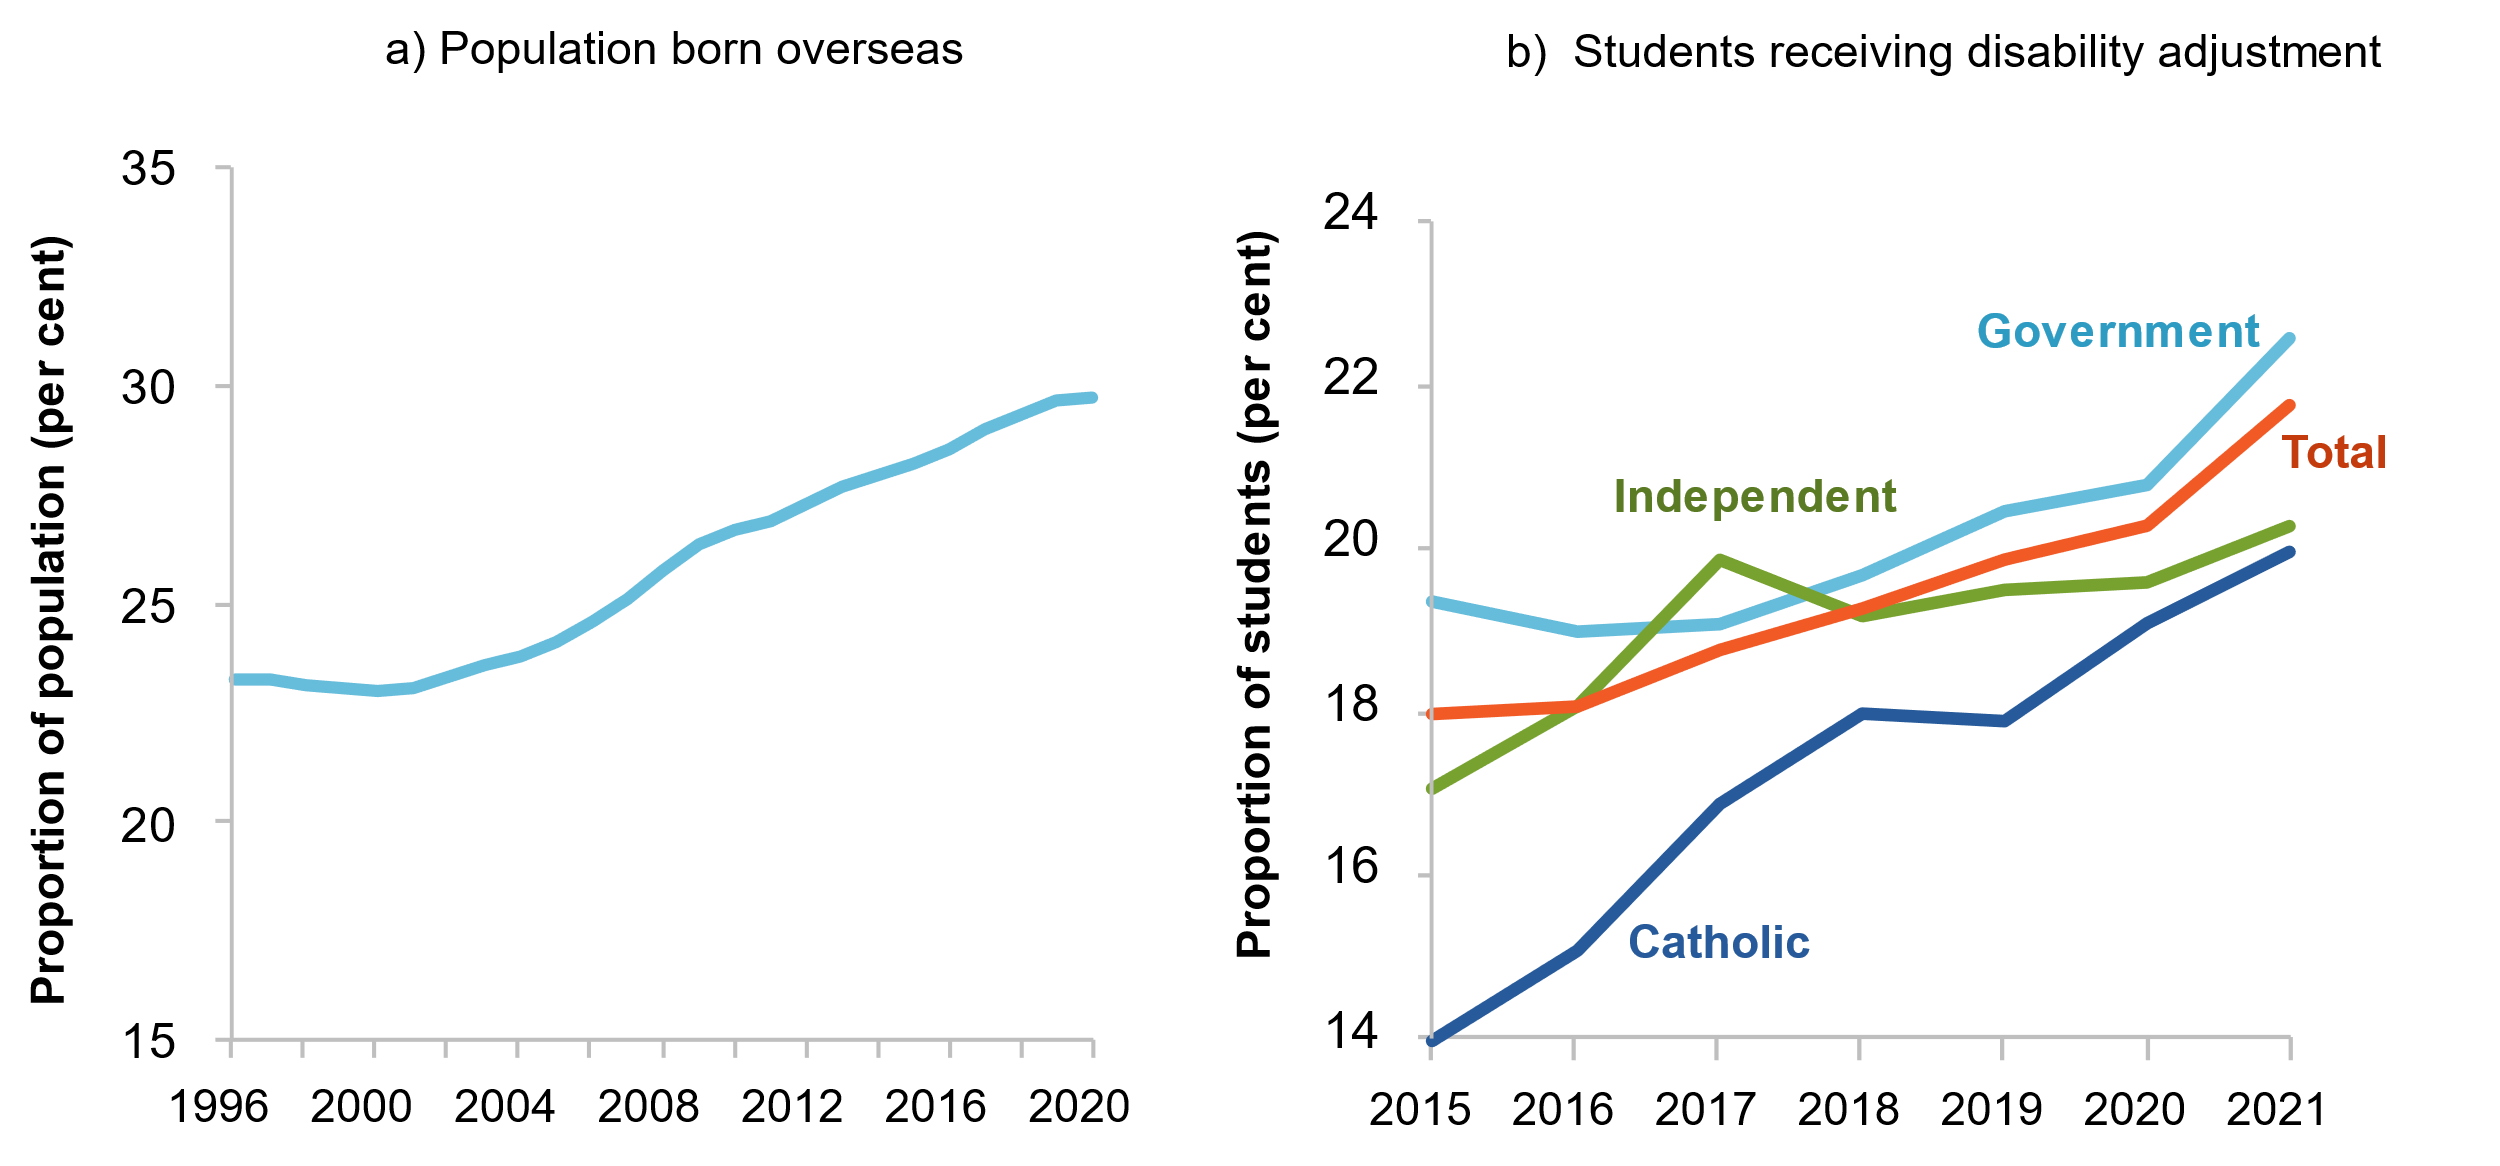 a) Population born overseas
Proportion of population (per cent)
35
30
25
20
15
1996 2000 2004 2008 2012 2016 2020
b) Students receiving disability adjustment
Proportion of students (per cent)
24
22
20
18
16
14
Government
Total
Independent
Catholic
2015 2016 2017 2018 2019 2020 2021